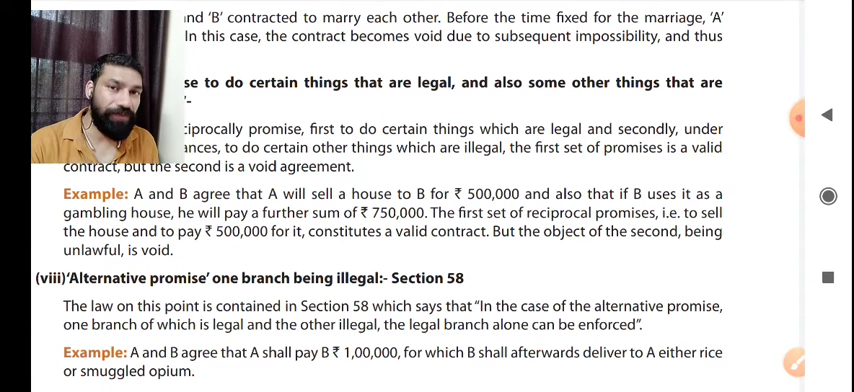 nd ‘B’ contracted to marry each other. Before the time fixed for the marriage, ‘A’
In this case, the contract becomes void due to subsequent impossibility, and thus
se to do certain things that are legal, and also some other things that are
’-
ciprocally promise, first to do certain things which are legal and secondly, under
ances, to do certain other things which are illegal, the first set of promises is a valid
contract, but the second is a void agreement.
Example: A and B agree that A will sell a house to B for ₹ 500,000 and also that if B uses it as a
gambling house, he will pay a further sum of ₹ 750,000. The first set of reciprocal promises, i.e. to sell
the house and to pay ₹ 500,000 for it, constitutes a valid contract. But the object of the second, being
unlawful, is void.
(viii) ‘Alternative promise’ one branch being illegal:- Section 58
The law on this point is contained in Section 58 which says that “In the case of the alternative promise,
one branch of which is legal and the other illegal, the legal branch alone can be enforced”.
Example: A and B agree that A shall pay B ₹ 1,00,000, for which B shall afterwards deliver to A either rice
or smuggled opium.